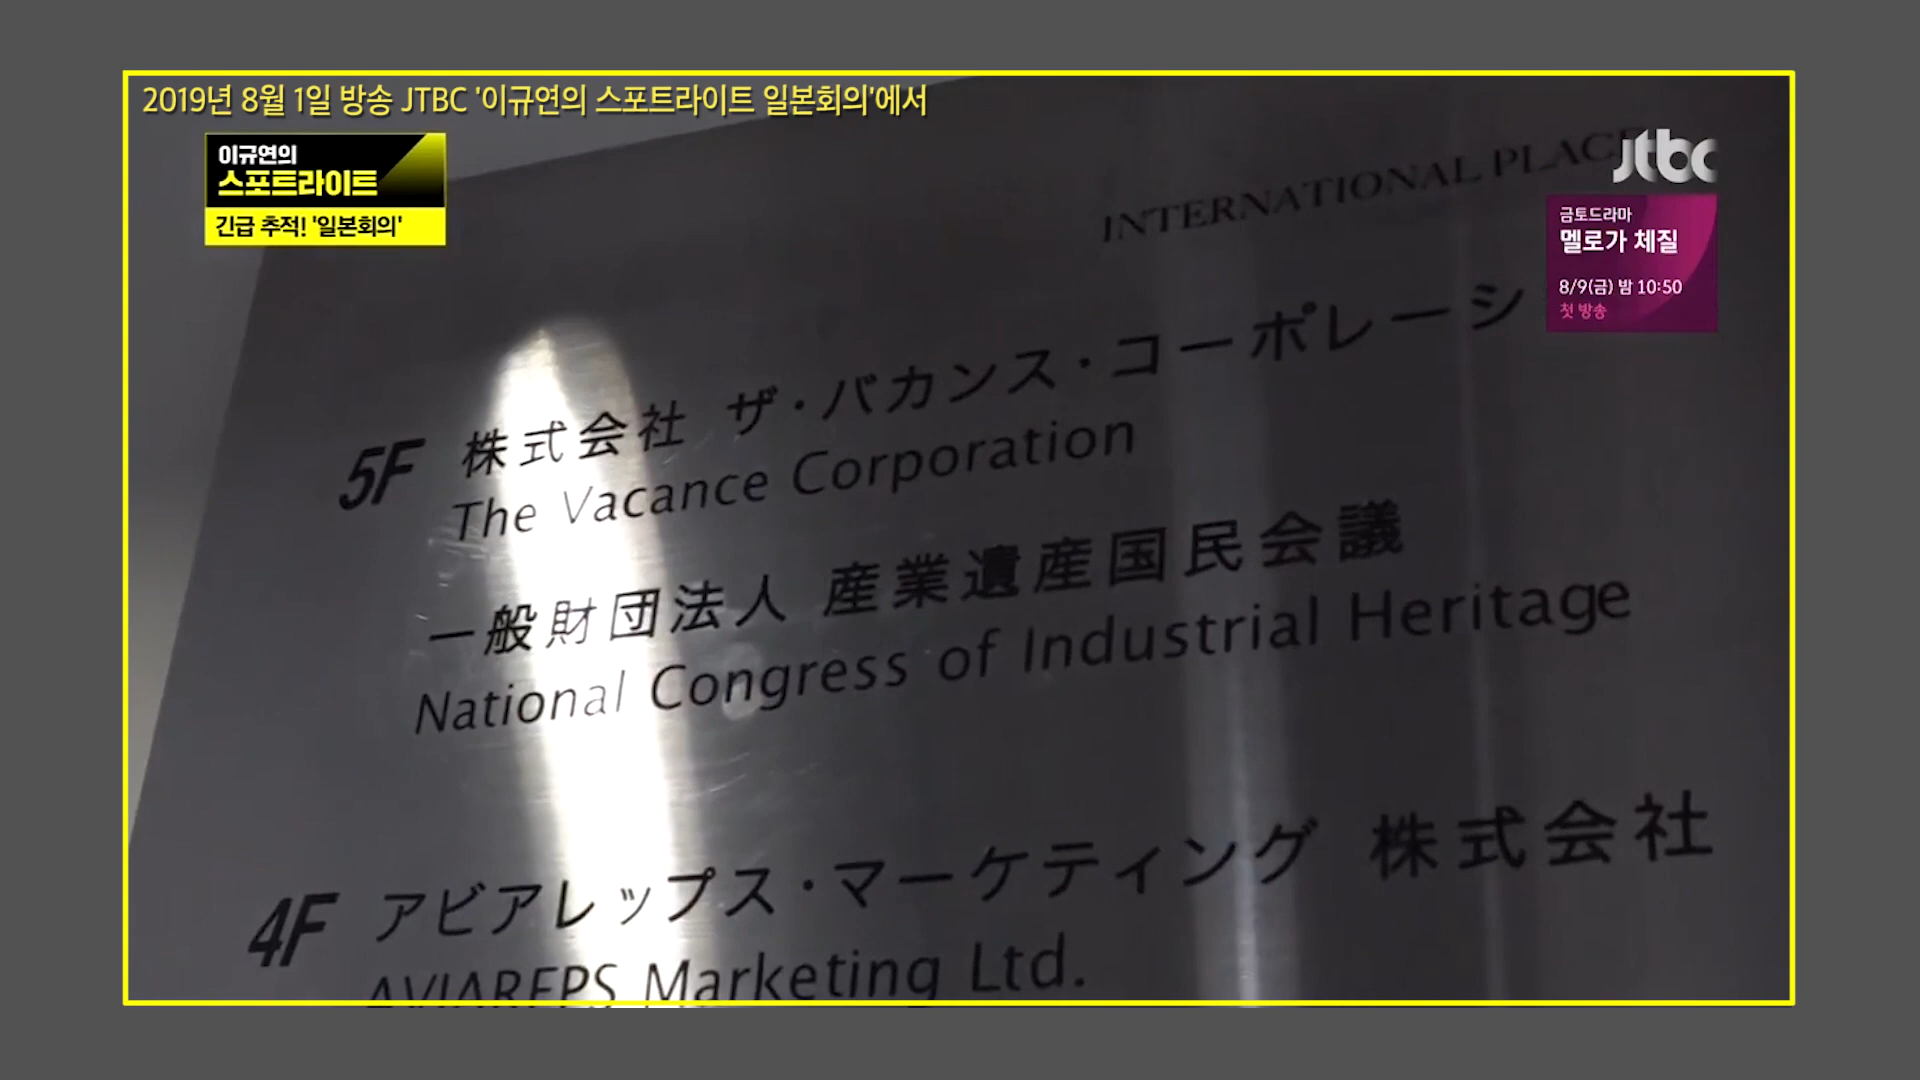 2019년 8월 1일 방송 JTBC '이규연의 스포트라이트 일본회의'에서
이규연의
스포트라이트
긴급 추적! '일본회의'
jtbc
금토드라마
멜로가 체질
8/9(금) 밤 10:50
첫 방송
INTERNATIONAL PLAC
5F 株式会社 ザ・バカンス・コーポレーシ
The Vacance Corporation
一般財団法人 産業遺産国民会議
National Congress of Industrial Heritage
4F アビアレップス・マーケティング 株式会社
AVIAREPS Marketing Ltd.